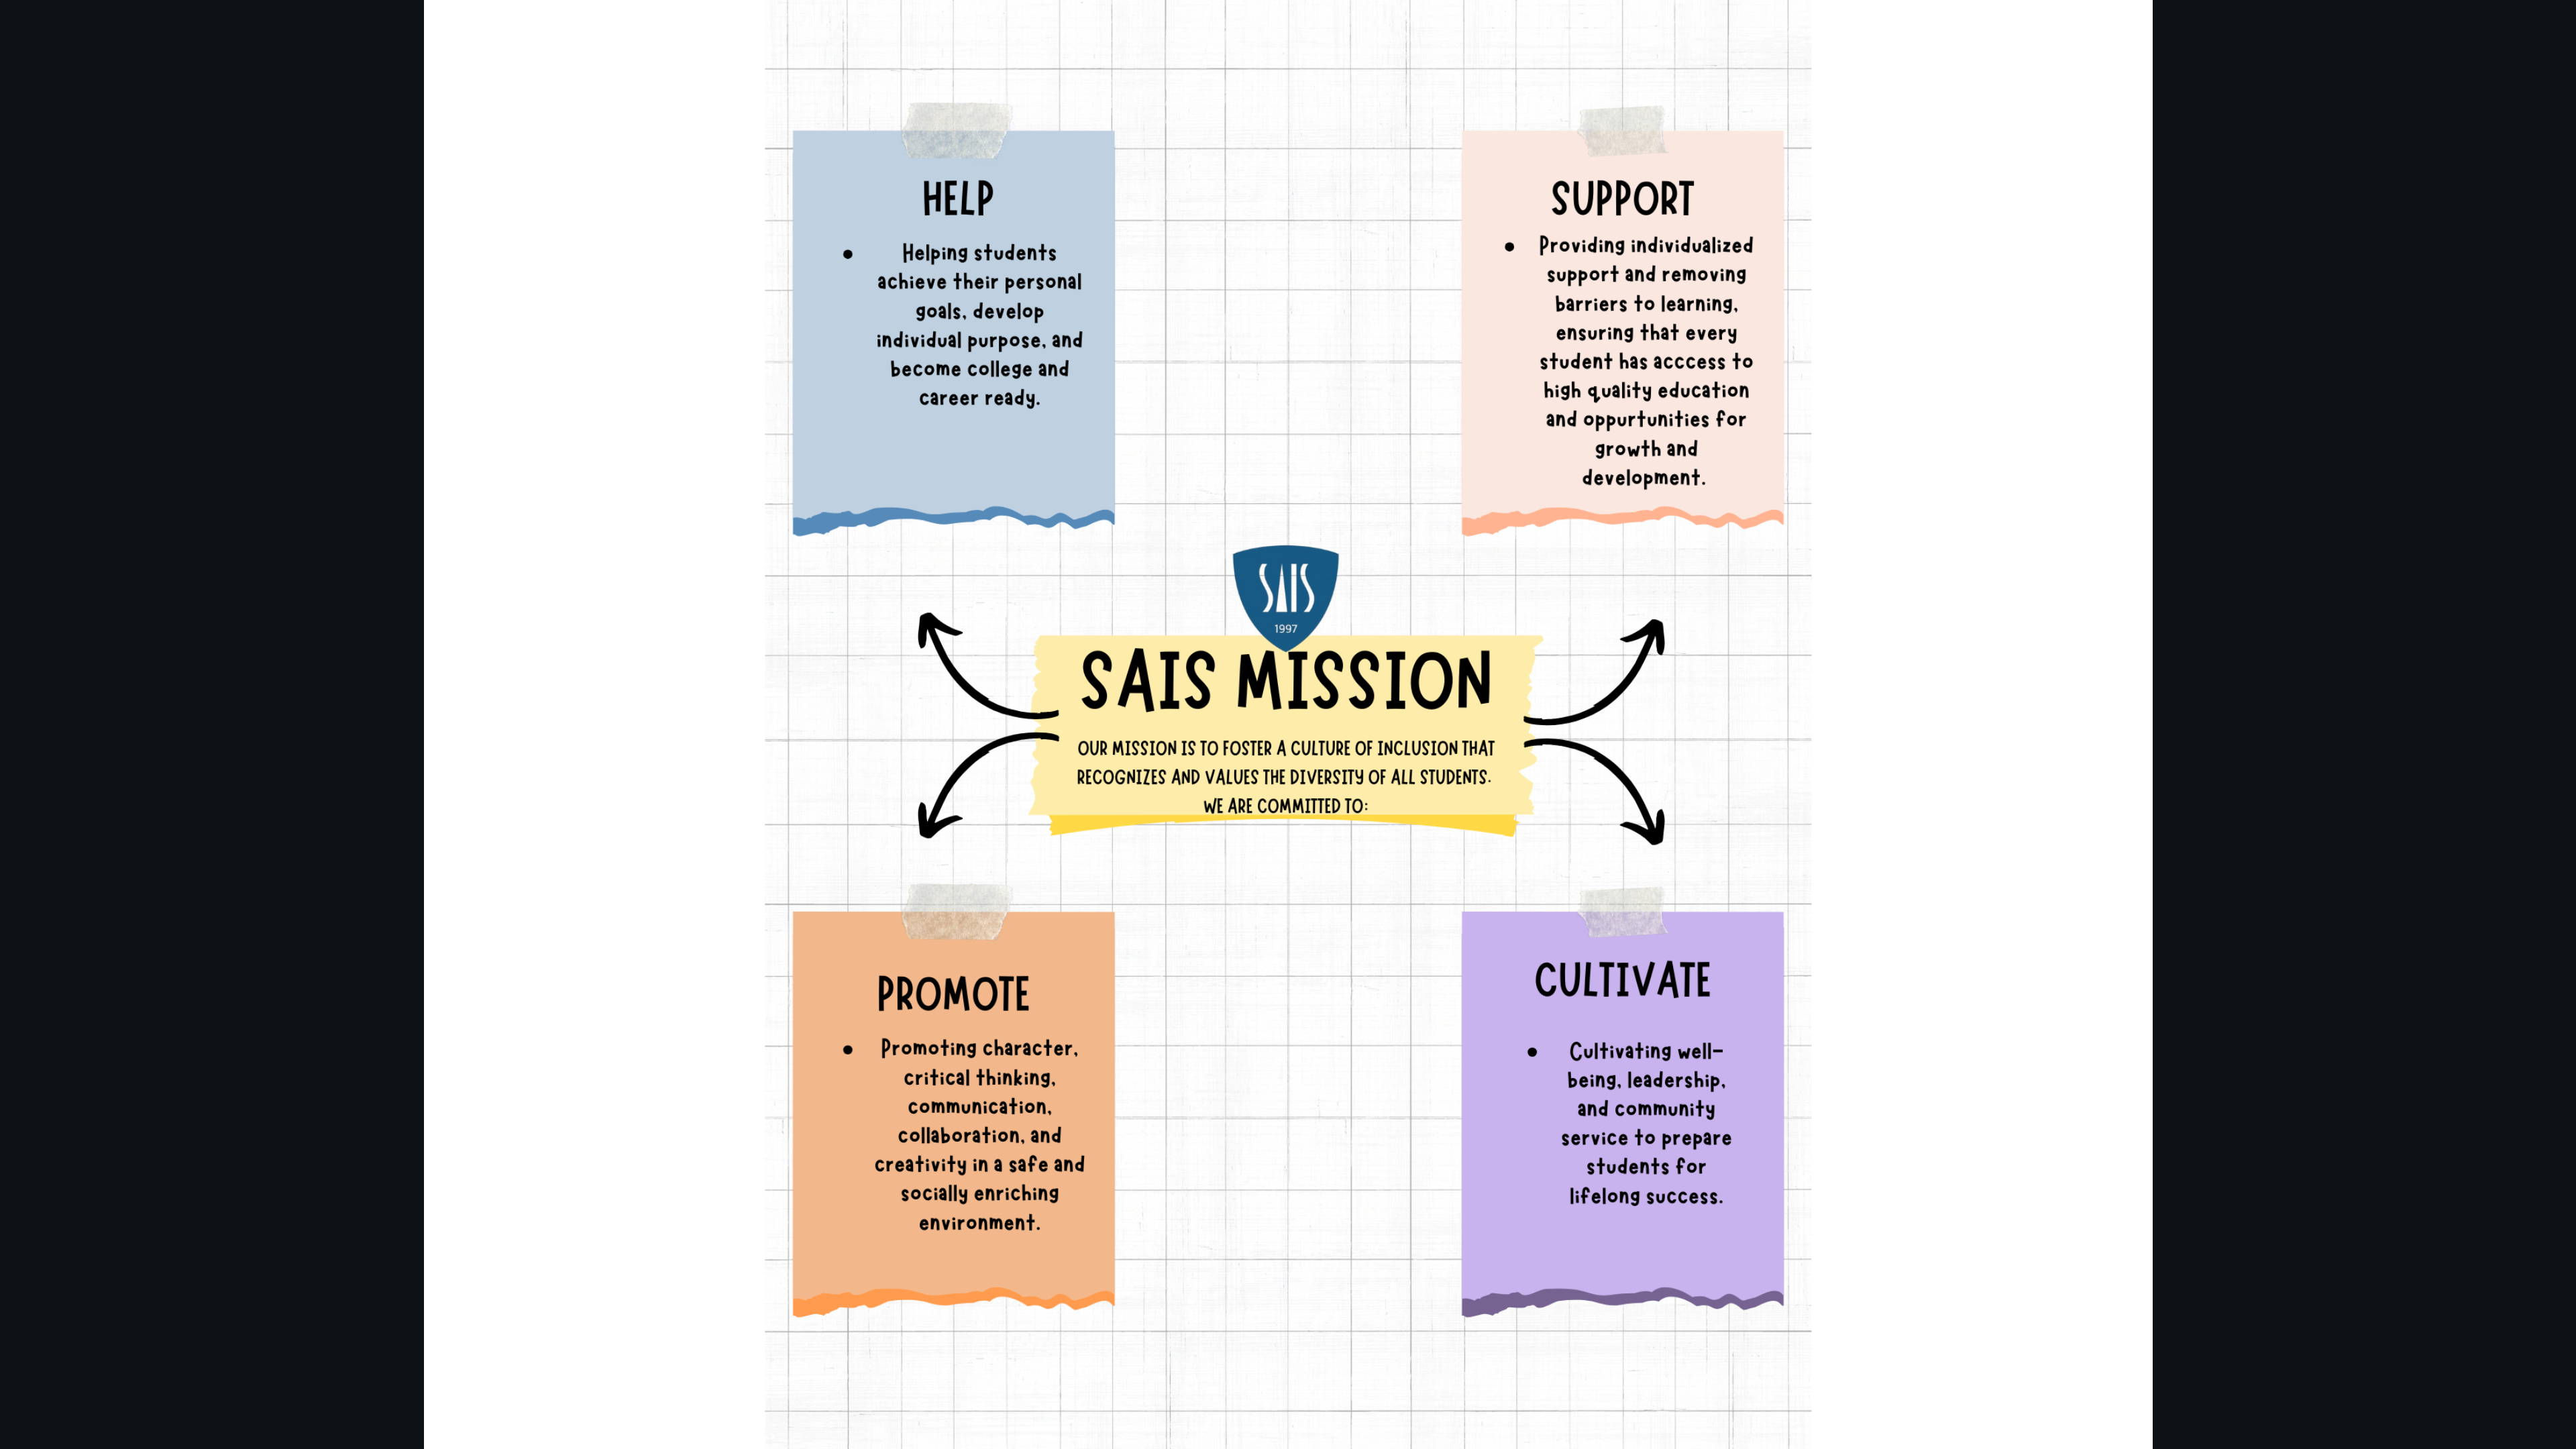 HELP
• Helping students
achieve their personal
goals, develop
individual purpose, and
become college and
career ready.
SUPPORT
• Providing individualized
support and removing
barriers to learning,
ensuring that every
student has acccess to
high quality education
and oppurtunities for
growth and
development.
SAIS
1997
SAIS MISSION
OUR MISSION IS TO FOSTER A CULTURE OF INCLUSION THAT
RECOGNIZES AND VALUES THE DIVERSITY OF ALL STUDENTS.
WE ARE COMMITTED TO:
PROMOTE
• Promoting character,
critical thinking,
communication,
collaboration, and
creativity in a safe and
socially enriching
environment.
CULTIVATE
• Cultivating well-
being, leadership,
and community
service to prepare
students for
lifelong success.